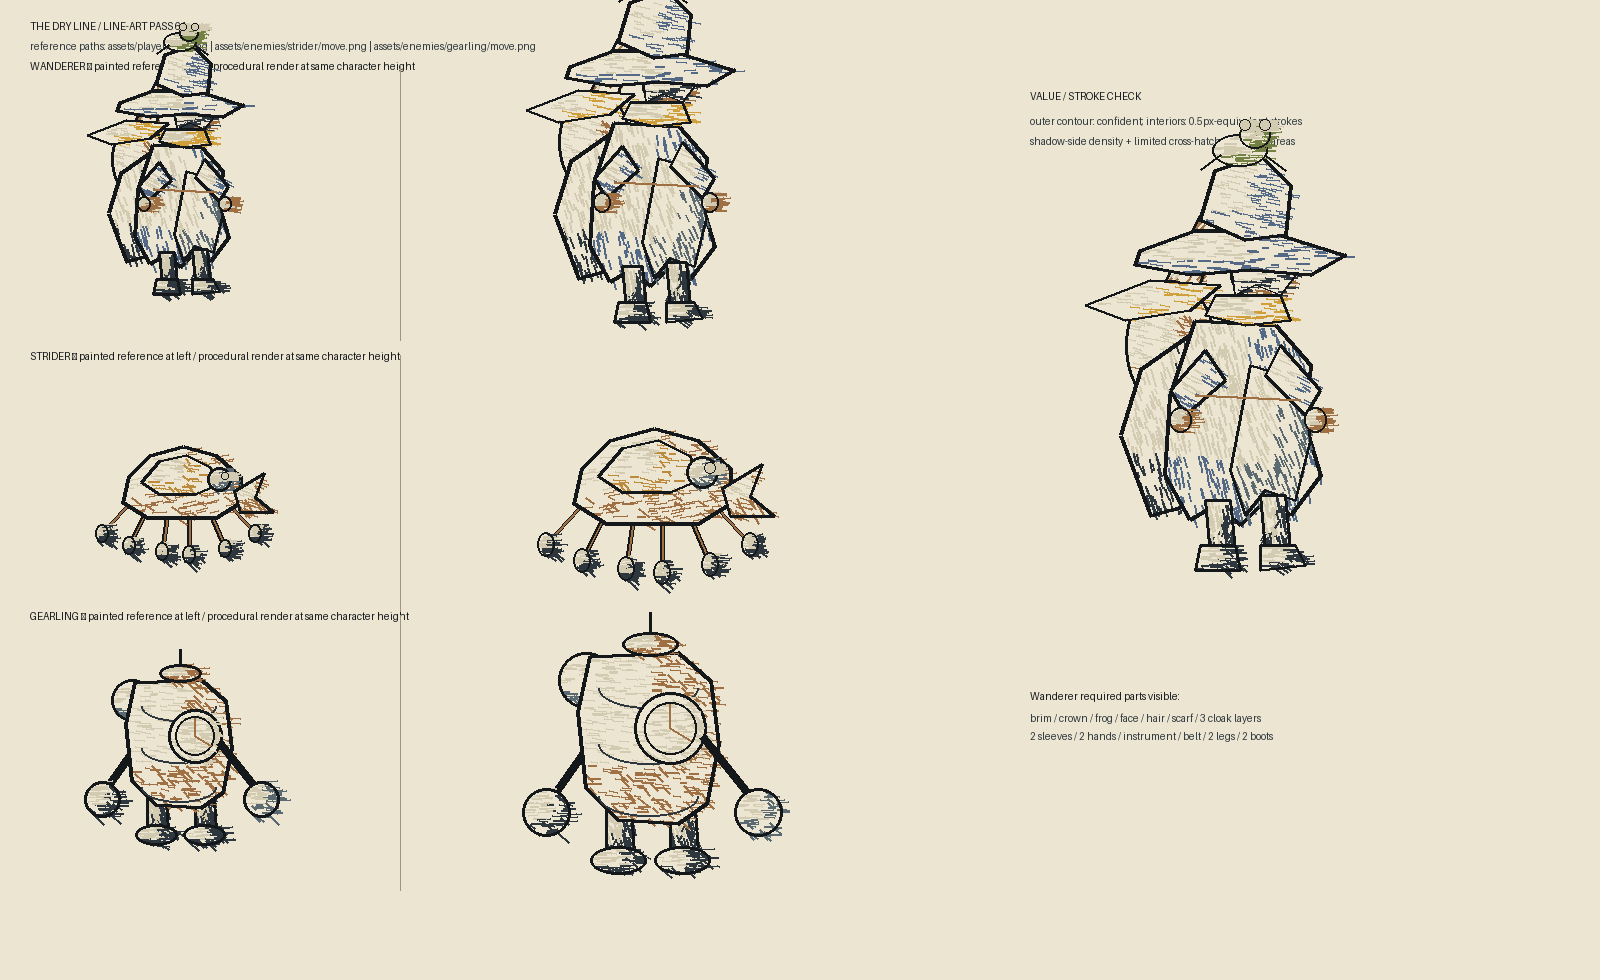 THE DRY LINE / LINE-ART PASS
reference paths: assets/playe | assets/enemies/strider/move.png | assets/enemies/gearling/move.png
WANDERER painted refere procedural render at same character height
VALUE / STROKE CHECK
outer contour: confident; interiors: 0.5px-equi strokes
shadow-side density + limited cross-hatch areas
STRIDER painted reference at left / procedural render at same character height
GEARLING painted reference at left / procedural render at same character height
Wanderer required parts visible:
brim / crown / frog / face / hair / scarf / 3 cloak layers
2 sleeves / 2 hands / instrument / belt / 2 legs / 2 boots